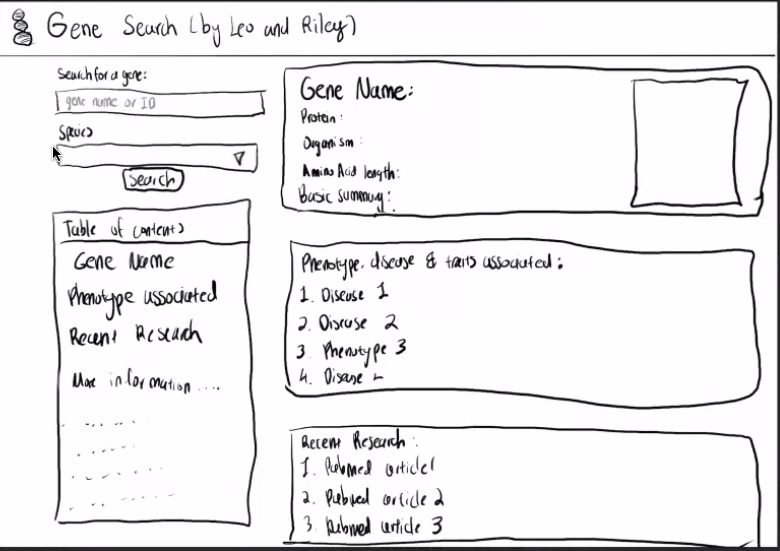 Gene Search (by Leo and Riley)
Search for a gene:
gene name or ID
Species
Search
Table of contents
Gene Name
Phenotype associated
Recent Research
More information ....
Gene Name:
Protein:
Organism:
Amino Acid length:
Basic summary:
Phenotype, disease & traits associated:
1. Disease 1
2. Disease 2
3. Phenotype 3
4. Disease
Recent Research:
1. Pubmed article 1
2. Pubmed article 2
3. Pubmed article 3